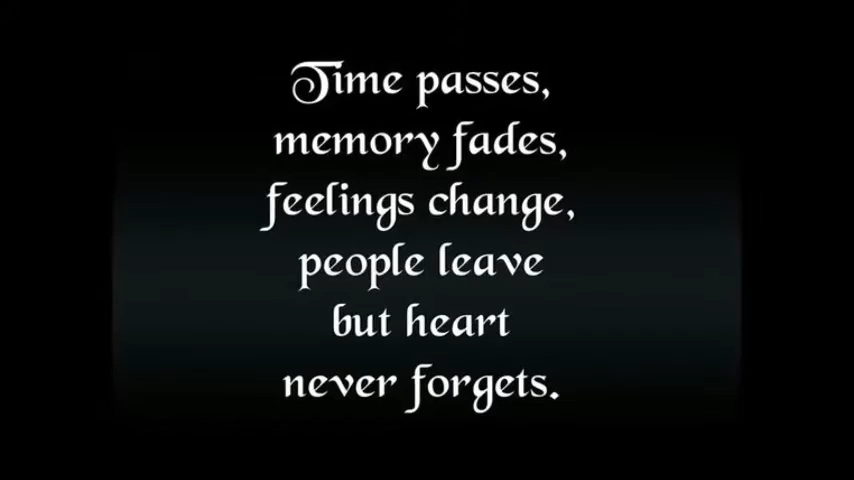 Time passes,
memory fades,
feelings change,
people leave
but heart
never forgets.